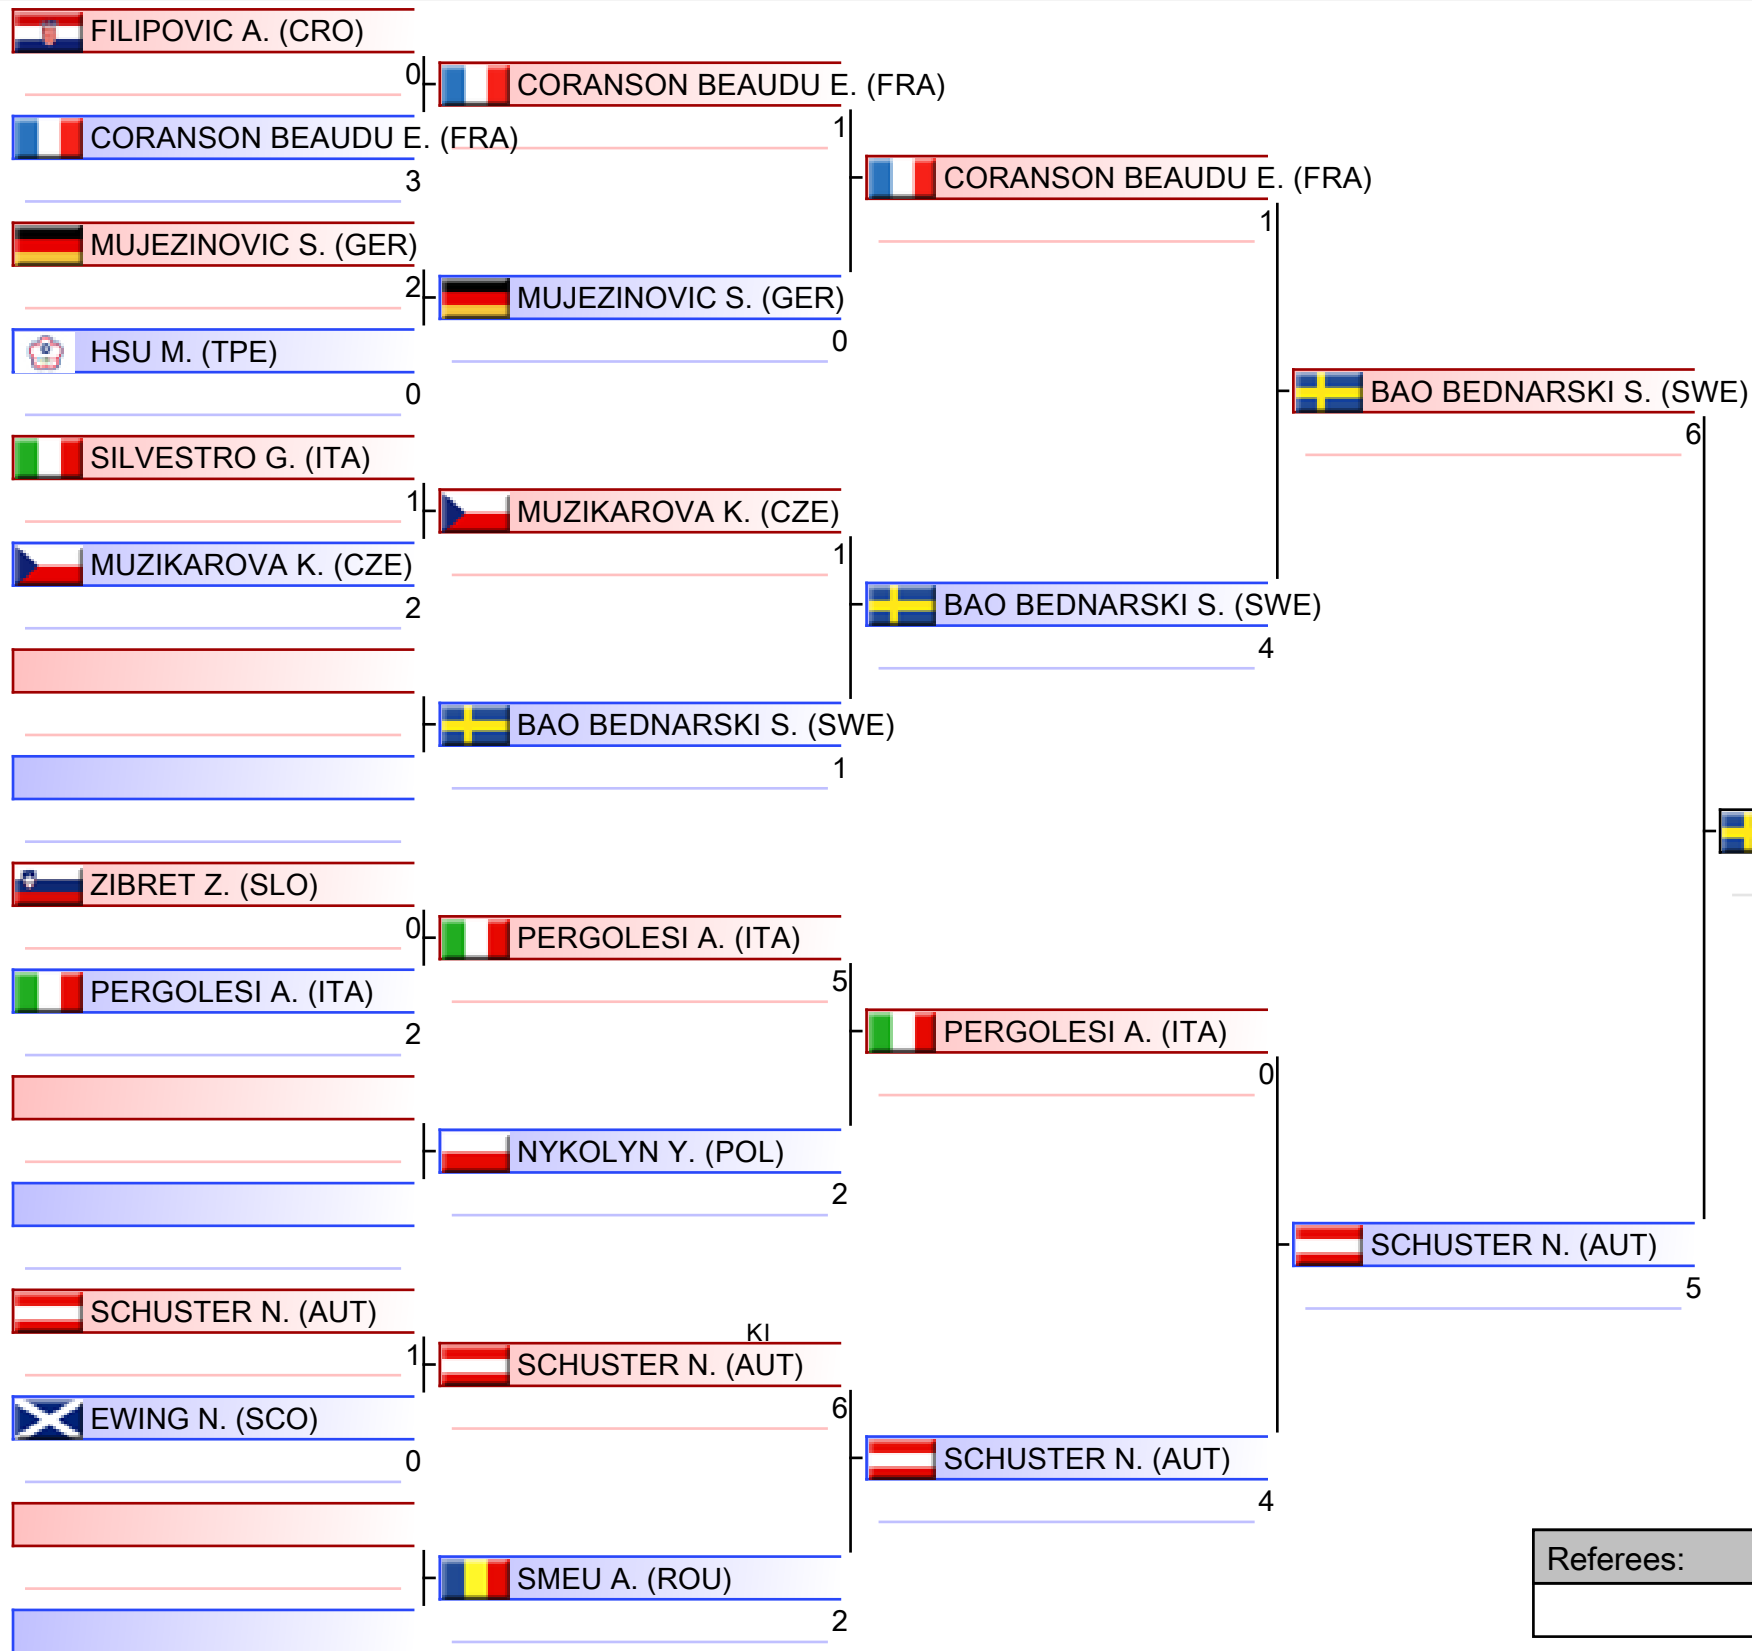 FILIPOVIC A. (CRO)
0
CORANSON BEAUDU E. (FRA)
3
MUJEZINOVIC S. (GER)
2
HSU M. (TPE)
0
SILVESTRO G. (ITA)
1
MUZIKAROVA K. (CZE)
2
ZIBRET Z. (SLO)
0
PERGOLESI A. (ITA)
2
SCHUSTER N. (AUT)
1
EWING N. (SCO)
0
CORANSON BEAUDU E. (FRA)
1
MUJEZINOVIC S. (GER)
0
MUZIKAROVA K. (CZE)
1
BAO BEDNARSKI S. (SWE)
1
PERGOLESI A. (ITA)
5
NYKOLYN Y. (POL)
2
KI
SCHUSTER N. (AUT)
6
SMEU A. (ROU)
2
CORANSON BEAUDU E. (FRA)
1
BAO BEDNARSKI S. (SWE)
4
PERGOLESI A. (ITA)
0
SCHUSTER N. (AUT)
4
BAO BEDNARSKI S. (SWE)
6
SCHUSTER N. (AUT)
5
Referees: